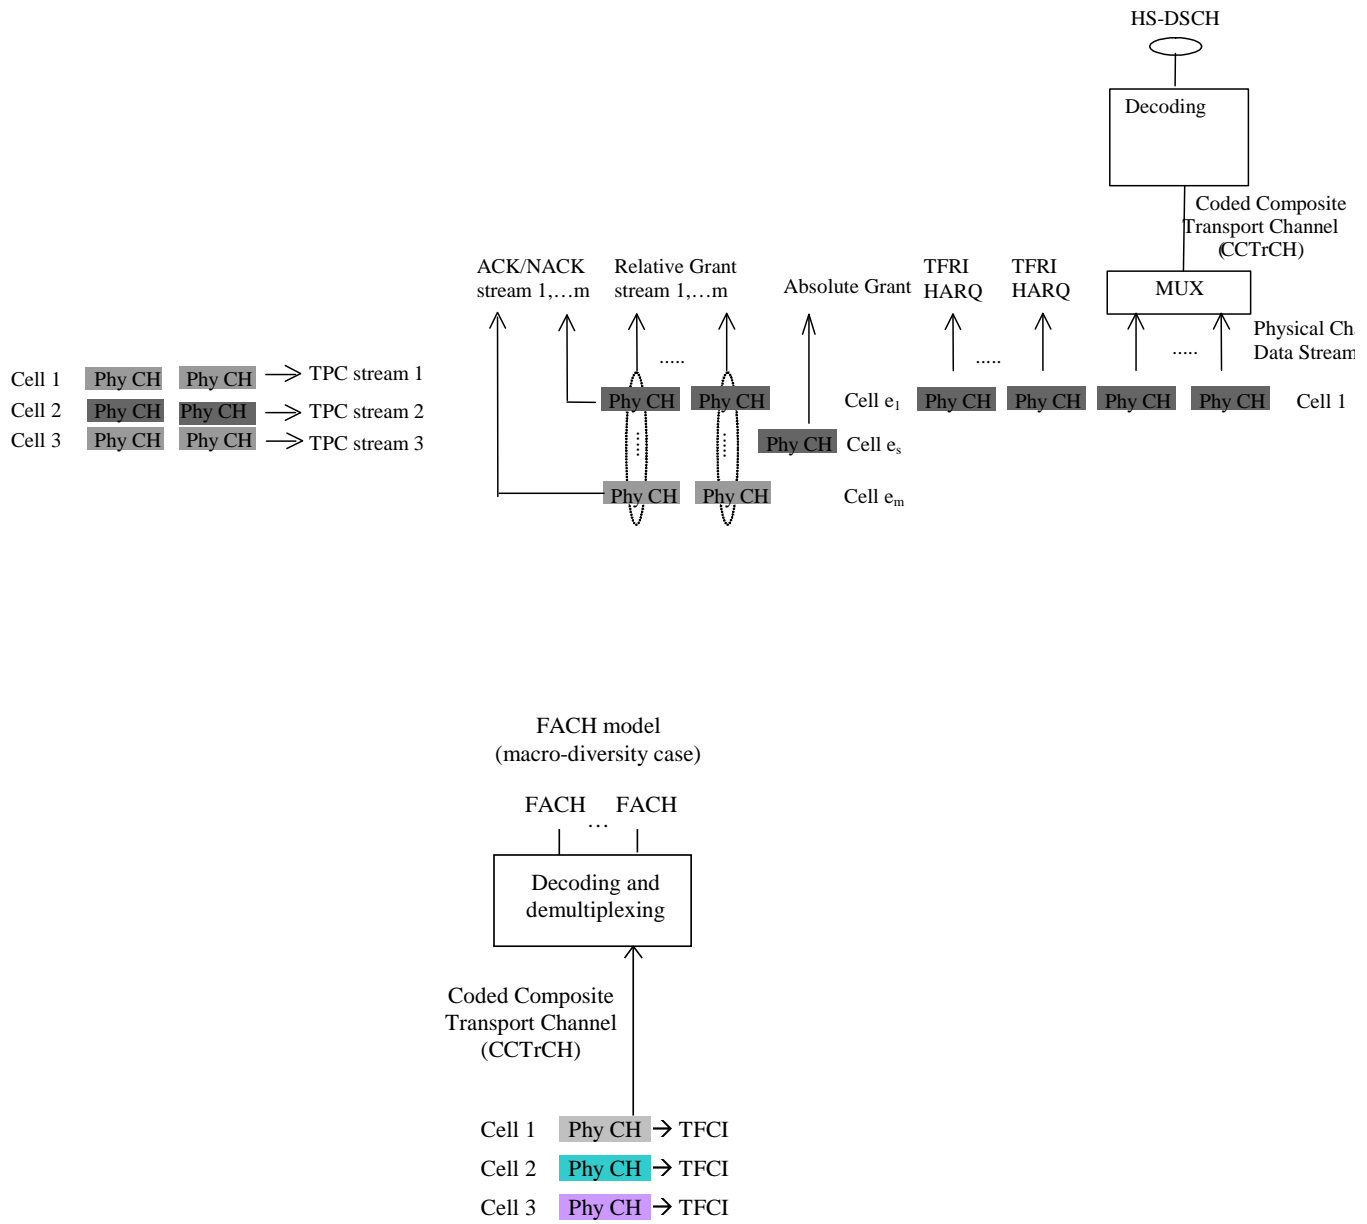 HS-DSCH
Decoding
Coded Composite
Transport Channel
(CCTrCH)
ACK/NACK
stream 1,…m
Relative Grant
stream 1,…m
Absolute Grant
TFRI
HARQ
TFRI
HARQ
MUX
Physical Cha
Data Stream
.....
.....
.....
Cell 1 Phy CH Phy CH TPC stream 1
Cell 2 Phy CH Phy CH TPC stream 2
Cell 3 Phy CH Phy CH TPC stream 3
Phy CH Phy CH Cell e1 Phy CH Phy CH Phy CH Phy CH Cell 1
Phy CH Cell es
Phy CH Phy CH Cell em
FACH model
(macro-diversity case)
FACH … FACH
Decoding and
demultiplexing
Coded Composite
Transport Channel
(CCTrCH)
Cell 1 Phy CH → TFCI
Cell 2 Phy CH → TFCI
Cell 3 Phy CH → TFCI